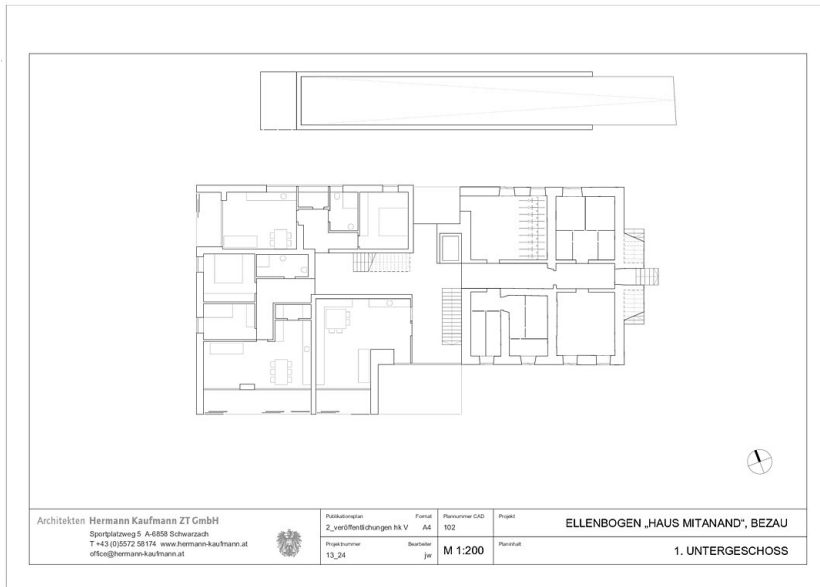 Architekten Hermann Kaufmann ZT GmbH
Sportplatzweg 5 A-6858 Schwarzach
T +43 (0)5572 58174 www.hermann-kaufmann.at
office@hermann-kaufmann.at
Publikationsplan Format
2_veröffentlichungen hk V A4
Projektnummer Bearbeiter
13_24 jw
Plannummer CAD
102
M 1:200
Projekt
ELLENBOGEN „HAUS MITANAND“, BEZAU
Planinhalt
1. UNTERGESCHOSS